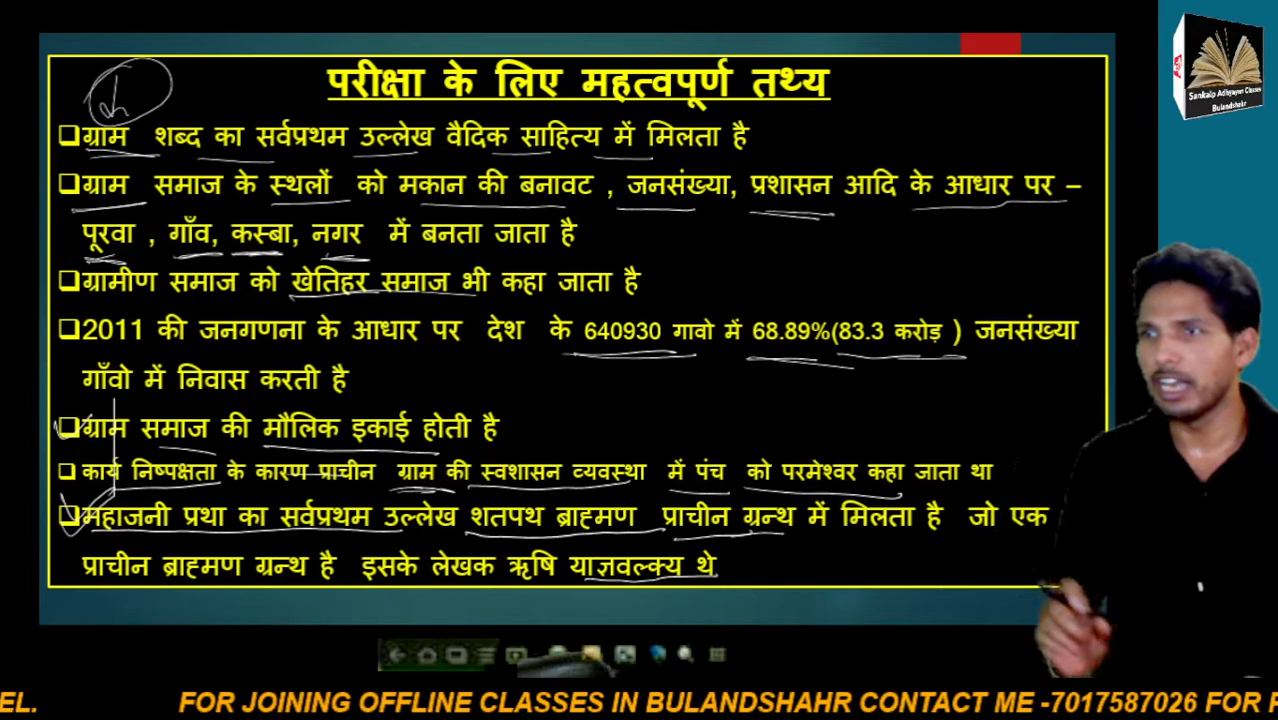 परीक्षा के लिए महत्वपूर्ण तथ्य
ग्राम शब्द का सर्वप्रथम उल्लेख वैदिक साहित्य में मिलता है
ग्राम समाज के स्थलों को मकान की बनावट , जनसंख्या, प्रशासन आदि के आधार पर –
पूरवा , गाँव, कस्बा, नगर में बनता जाता है
ग्रामीण समाज को खेतिहर समाज भी कहा जाता है
2011 की जनगणना के आधार पर देश के 640930 गावो में 68.89%(83.3 करोड़ ) जनसंख्या
गाँवो में निवास करती है
ग्राम समाज की मौलिक इकाई होती है
कार्य निष्पक्षता के कारण प्राचीन ग्राम की स्वशासन व्यवस्था में पंच को परमेश्वर कहा जाता था
महाजनी प्रथा का सर्वप्रथम उल्लेख शतपथ ब्राह्मण प्राचीन ग्रन्थ में मिलता है जो एक
प्राचीन ब्राह्मण ग्रन्थ है इसके लेखक ऋषि याज्ञवल्क्य थे
Sankalp Adhyayan Classes
Bulandshahr
EL. FOR JOINING OFFLINE CLASSES IN BULANDSHAHR CONTACT ME -7017587026 FOR